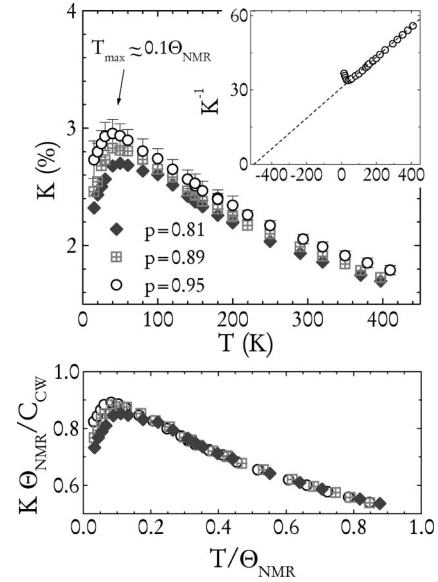 T_max ≈ 0.1Θ_NMR
K (%)
4
3
2
p=0.81
p=0.89
p=0.95
0 100 200 300 400
T (K)
K⁻¹
60
30
0
-400 -200 0 200 400
K Θ_NMR/C_CW
1.0
0.8
0.6
0.0 0.2 0.4 0.6 0.8 1.0
T/Θ_NMR